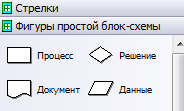 Стрелки
Фигуры простой блок-схемы
Процесс Решение
Документ Данные